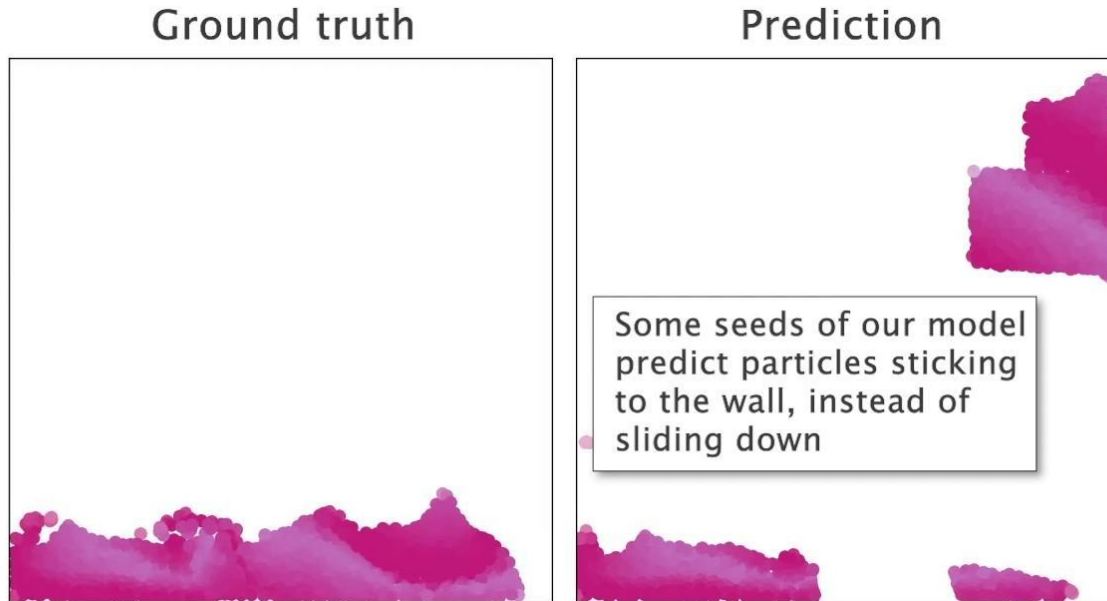 Ground truth
Prediction
Some seeds of our model
predict particles sticking
to the wall, instead of
sliding down